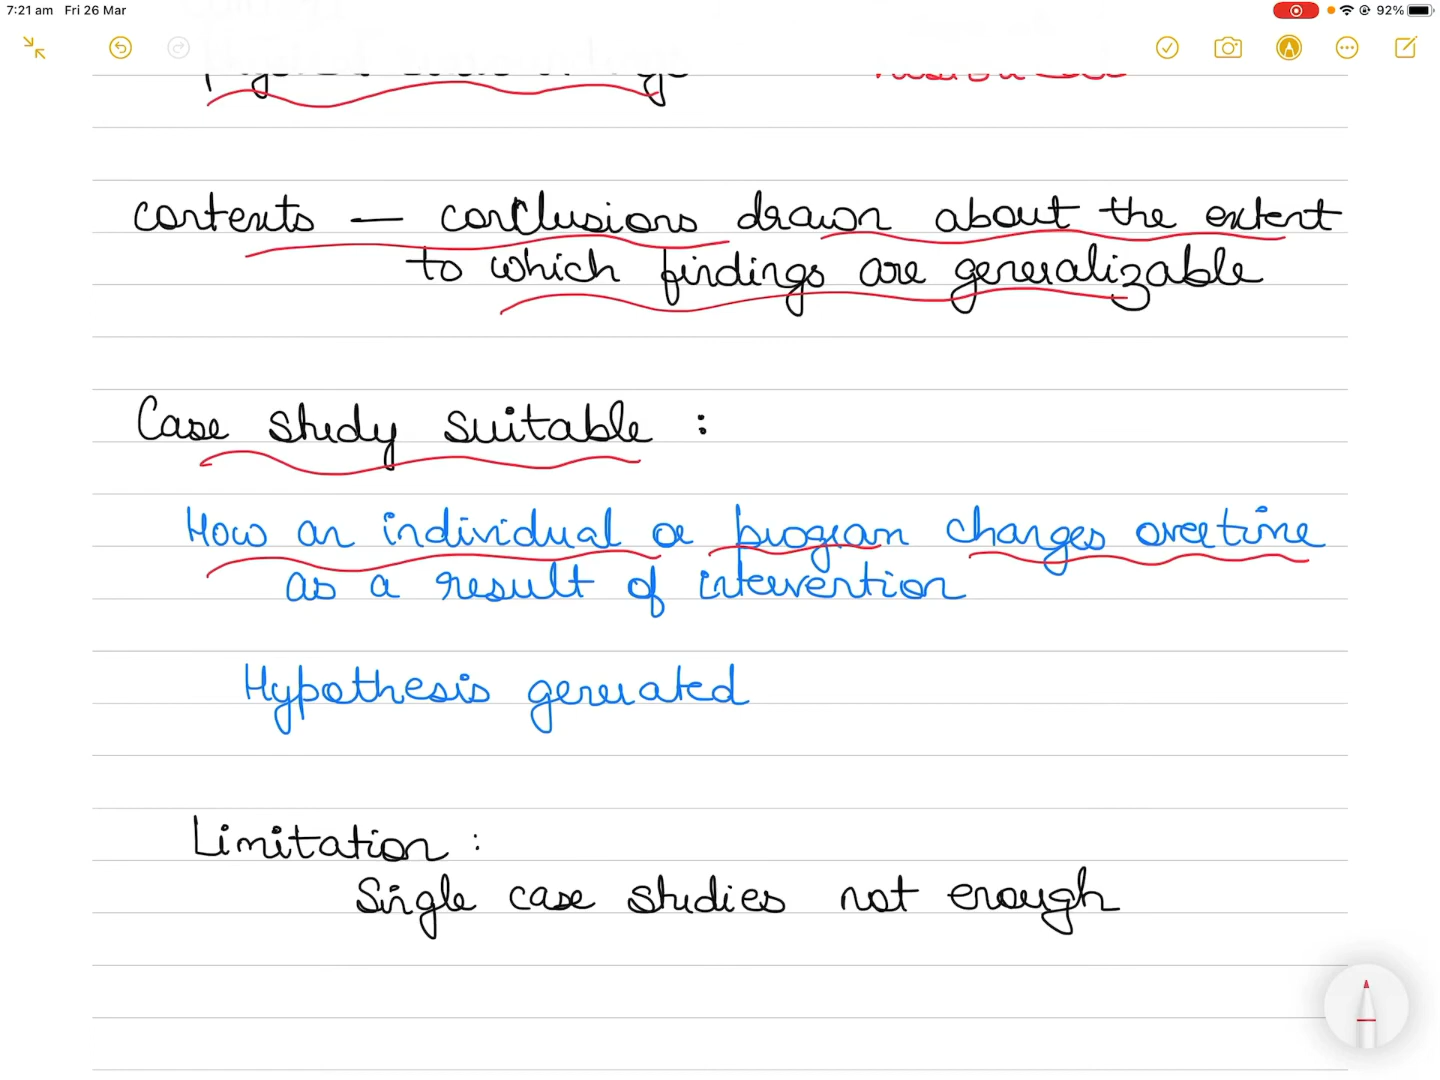 7:21 am Fri 26 Mar
92%
contexts — conclusions drawn about the extent
to which findings are generalizable
Case study suitable :
How an individual or program changes overtime
as a result of intervention
Hypothesis generated
Limitation :
Single case studies not enough